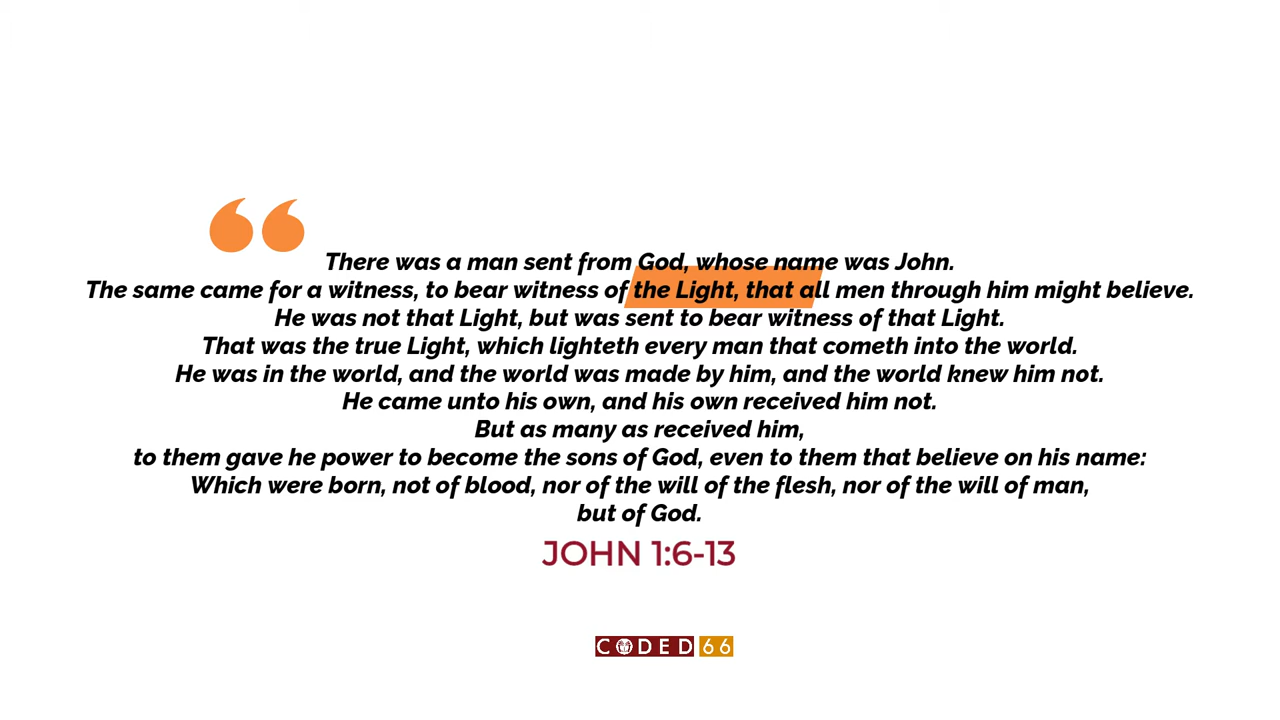 There was a man sent from God, whose name was John.
The same came for a witness, to bear witness of the Light, that all men through him might believe.
He was not that Light, but was sent to bear witness of that Light.
That was the true Light, which lighteth every man that cometh into the world.
He was in the world, and the world was made by him, and the world knew him not.
He came unto his own, and his own received him not.
But as many as received him,
to them gave he power to become the sons of God, even to them that believe on his name:
Which were born, not of blood, nor of the will of the flesh, nor of the will of man,
but of God.
JOHN 1:6-13
CODED 66